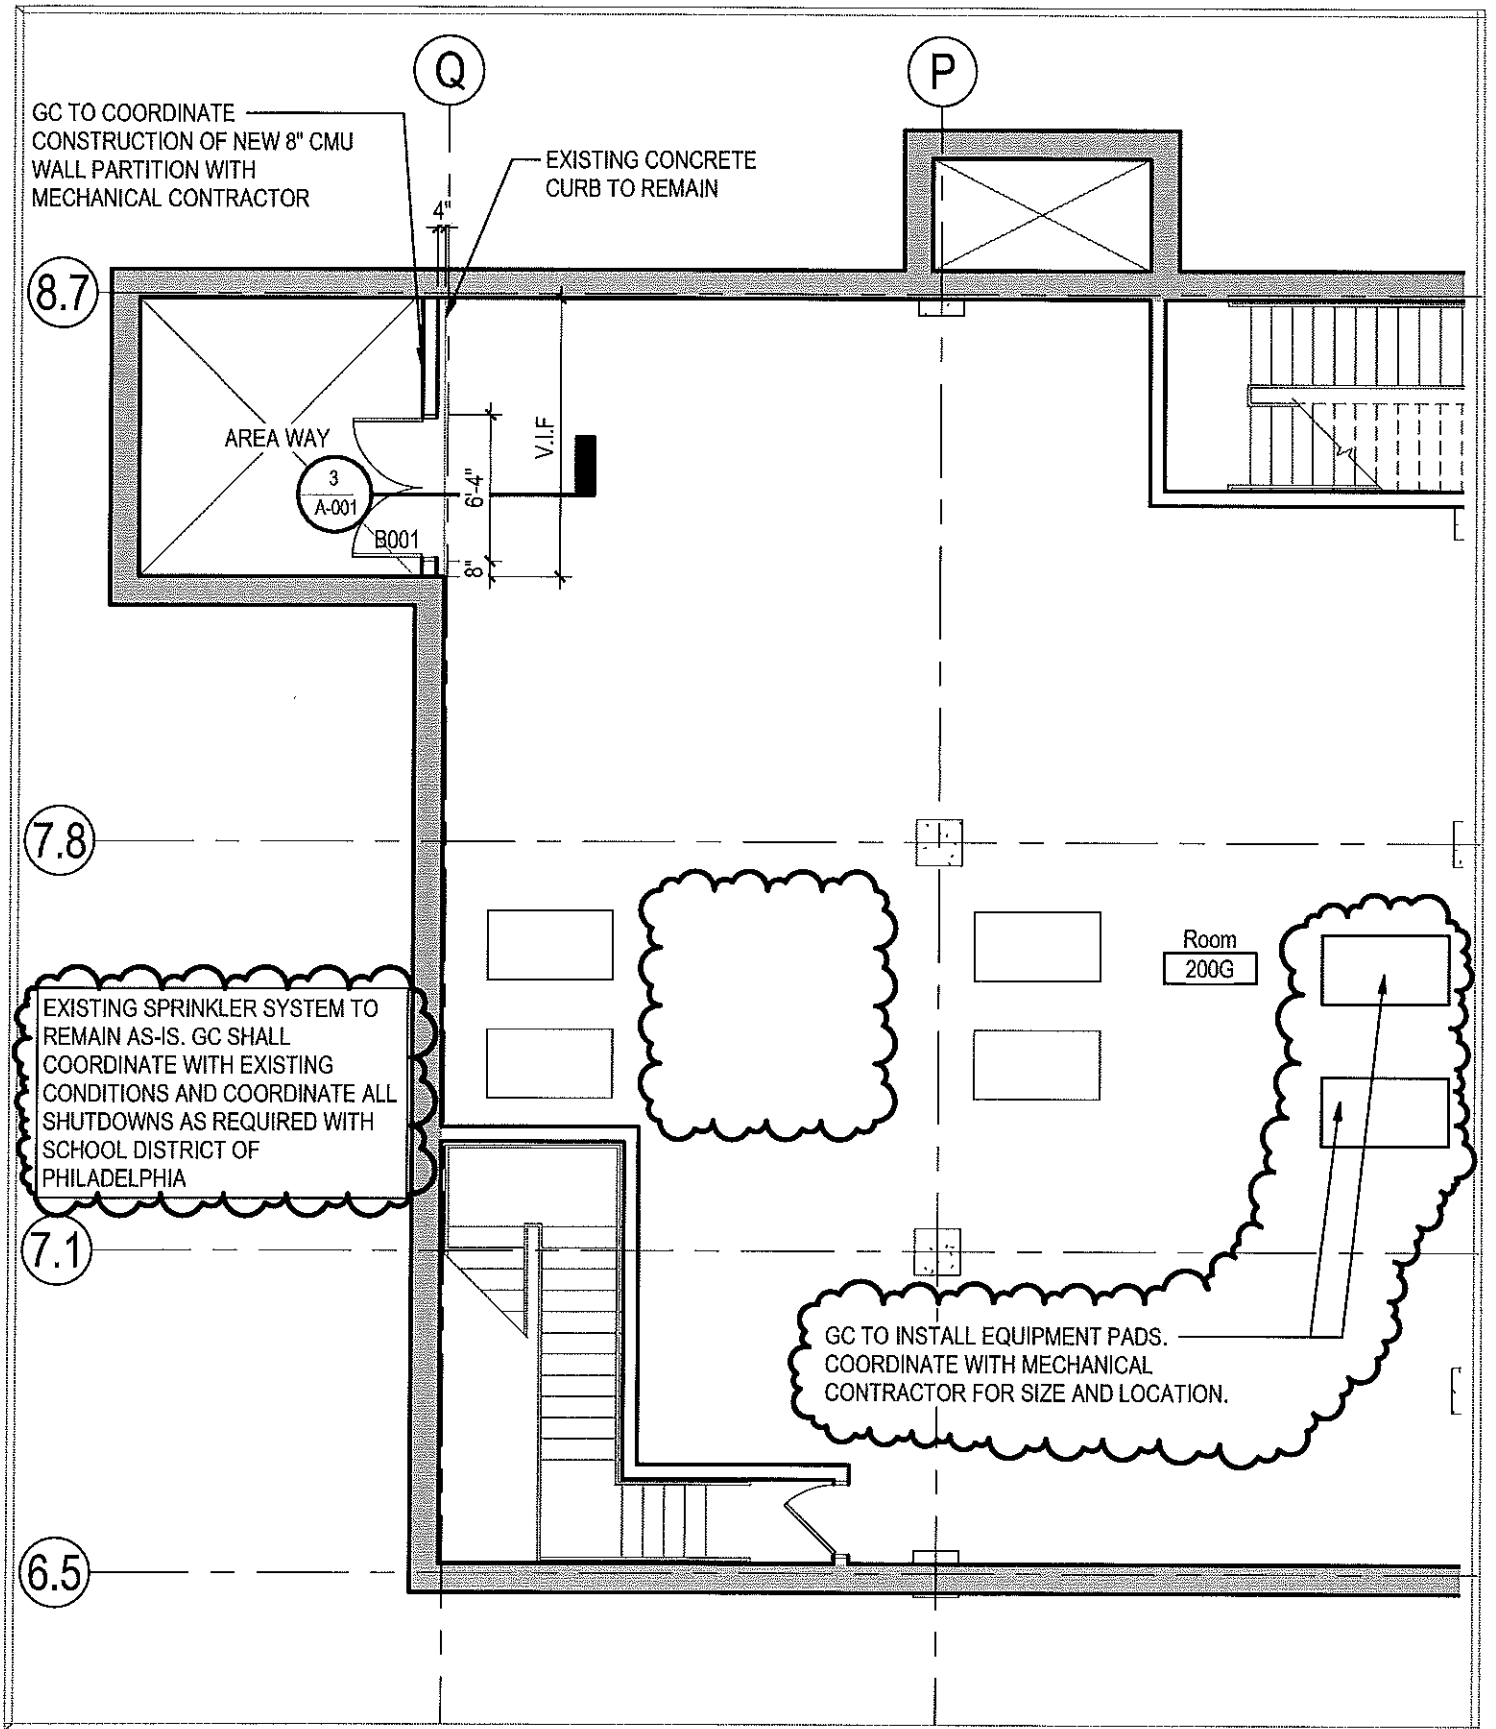 Q
P
GC TO COORDINATE
CONSTRUCTION OF NEW 8" CMU
WALL PARTITION WITH
MECHANICAL CONTRACTOR
EXISTING CONCRETE
CURB TO REMAIN
4"
8.7
AREA WAY
V.I.F
6'-4"
3
A-001
B001
8"
7.8
Room
200G
EXISTING SPRINKLER SYSTEM TO
REMAIN AS-IS. GC SHALL
COORDINATE WITH EXISTING
CONDITIONS AND COORDINATE ALL
SHUTDOWNS AS REQUIRED WITH
SCHOOL DISTRICT OF
PHILADELPHIA
7.1
GC TO INSTALL EQUIPMENT PADS.
COORDINATE WITH MECHANICAL
CONTRACTOR FOR SIZE AND LOCATION.
6.5